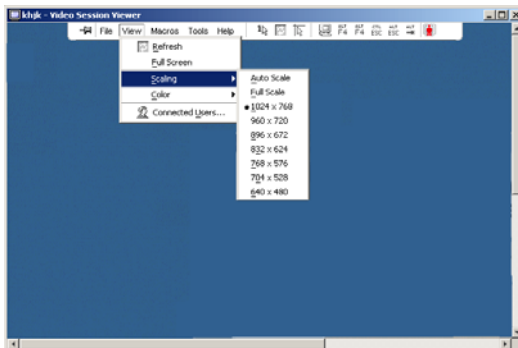 khjk - Video Session Viewer
File View Macros Tools Help
Refresh
Full Screen
Scaling
Color
Connected Users...
Auto Scale
Full Scale
1024 x 768
960 x 720
896 x 672
832 x 624
768 x 576
704 x 528
640 x 480